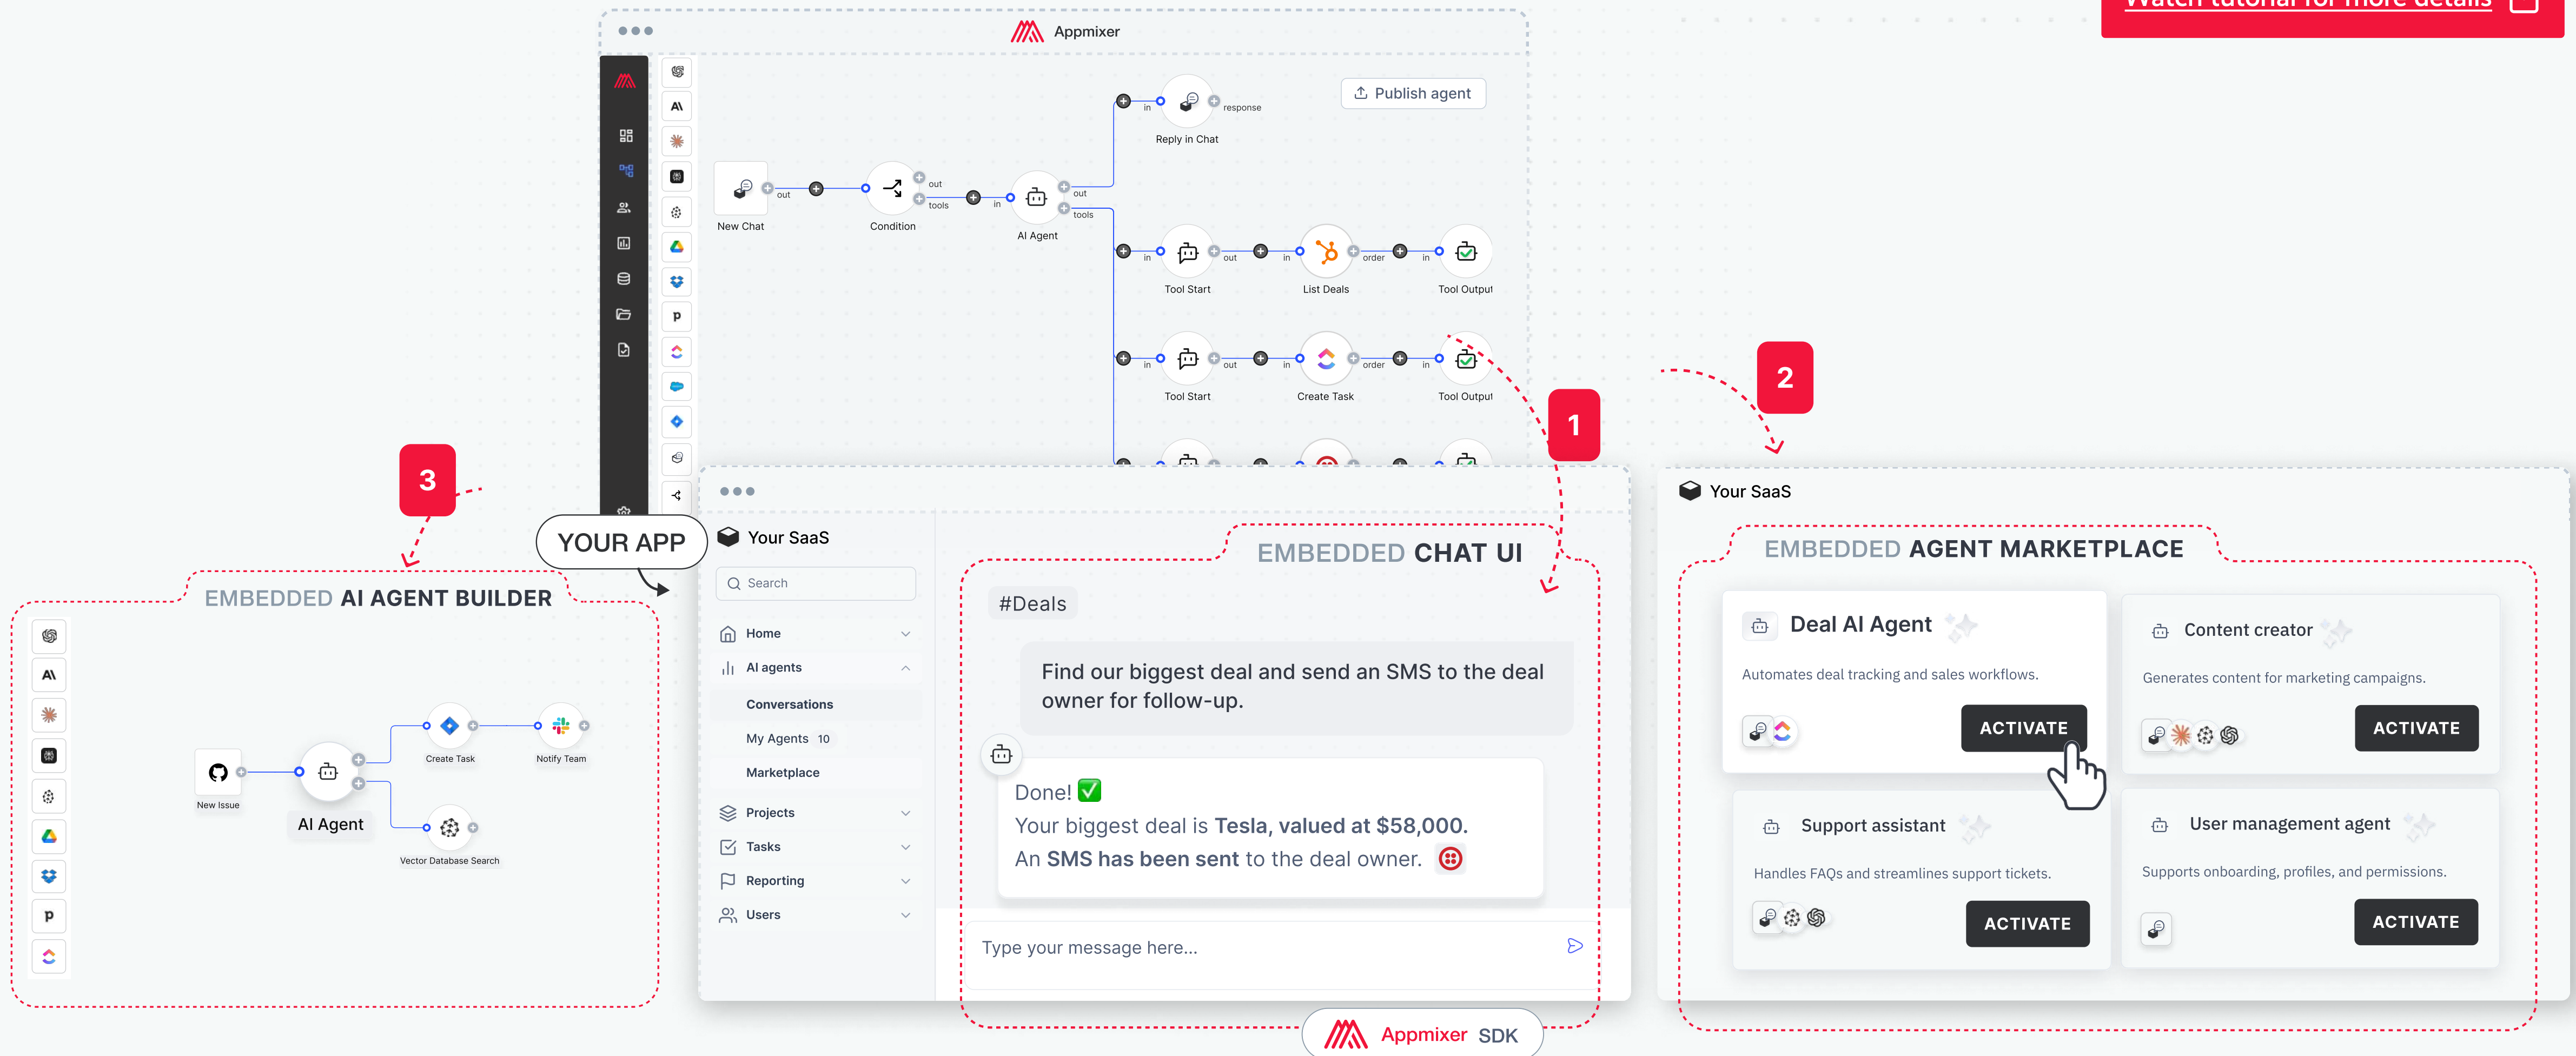 Watch tutorial for more details
Appmixer
Publish agent
in
response
Reply in Chat
out
New Chat
out
tools
Condition
in
out
tools
AI Agent
in
out
in
order
in
Tool Start
List Deals
Tool Output
in
out
in
order
in
Tool Start
Create Task
Tool Output
1
2
3
YOUR APP
EMBEDDED AI AGENT BUILDER
New Issue
AI Agent
Create Task
Notify Team
Vector Database Search
Your SaaS
Search
Home
AI agents
Conversations
My Agents 10
Marketplace
Projects
Tasks
Reporting
Users
EMBEDDED CHAT UI
#Deals
Find our biggest deal and send an SMS to the deal
owner for follow-up.
Done! ✅
Your biggest deal is Tesla, valued at $58,000.
An SMS has been sent to the deal owner.
Type your message here...
Appmixer SDK
Your SaaS
EMBEDDED AGENT MARKETPLACE
Deal AI Agent
Automates deal tracking and sales workflows.
ACTIVATE
Content creator
Generates content for marketing campaigns.
ACTIVATE
Support assistant
Handles FAQs and streamlines support tickets.
ACTIVATE
User management agent
Supports onboarding, profiles, and permissions.
ACTIVATE